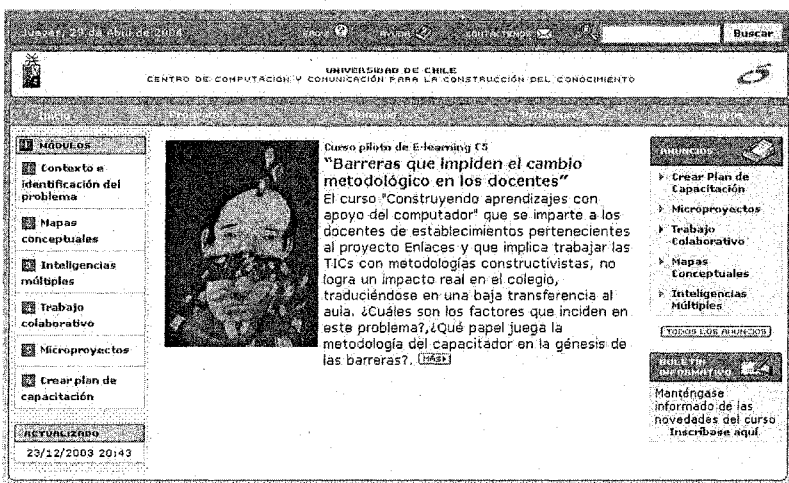 Jueves, 29 de Abril de 2004
AYUDA
CONTÁCTENOS
Buscar
UNIVERSIDAD DE CHILE
CENTRO DE COMPUTACIÓN Y COMUNICACIÓN PARA LA CONSTRUCCIÓN DEL CONOCIMIENTO
C5
MÓDULOS
Contexto e
identificación del
problema
Mapas
conceptuales
Inteligencias
múltiples
Trabajo
colaborativo
Microproyectos
Crear plan de
capacitación
ACTUALIZADO
23/12/2003 20:43
Curso piloto de E-learning C5
"Barreras que impiden el cambio
metodológico en los docentes"
El curso "Construyendo aprendizajes con
apoyo del computador" que se imparte a los
docentes de establecimientos pertenecientes
al proyecto Enlaces y que implica trabajar las
TICs con metodologías constructivistas, no
logra un impacto real en el colegio,
traduciéndose en una baja transferencia al
aula. ¿Cuáles son los factores que inciden en
este problema?,¿Qué papel juega la
metodología del capacitador en la génesis de
las barreras?. MÁS
ANUNCIOS
Crear Plan de
Capacitación
Microproyectos
Trabajo
Colaborativo
Mapas
Conceptuales
Inteligencias
Múltiples
TODOS LOS ANUNCIOS
BOLETÍN
INFORMATIVO
Manténgase
informado de las
novedades del curso
Inscríbase aquí.